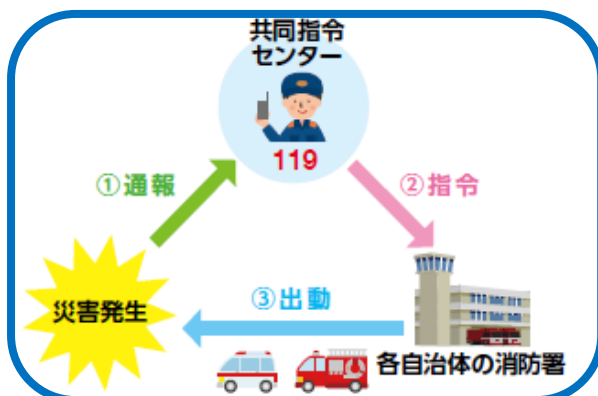 共同指令
センター
119
①通報
②指令
災害発生
③出動
各自治体の消防署